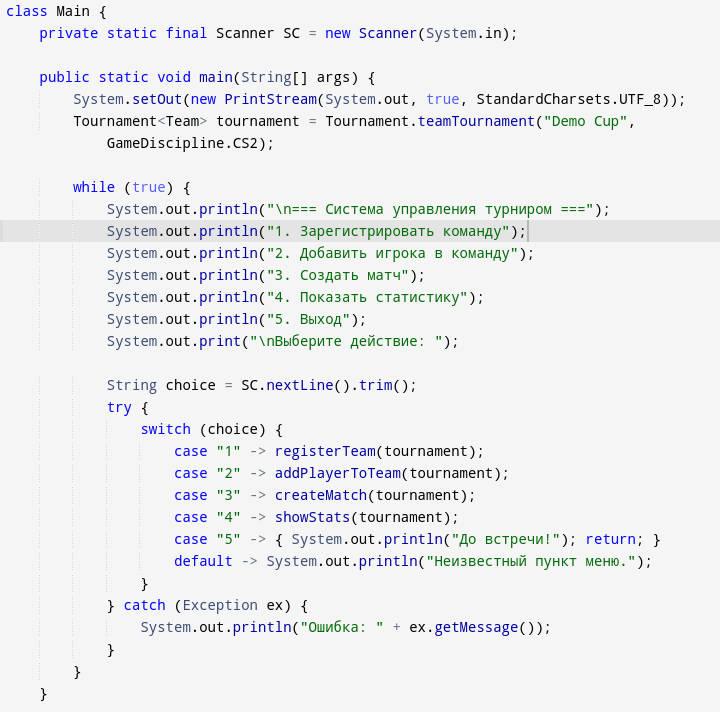 class Main {
    private static final Scanner SC = new Scanner(System.in);

    public static void main(String[] args) {
        System.setOut(new PrintStream(System.out, true, StandardCharsets.UTF_8));
        Tournament<Team> tournament = Tournament.teamTournament("Demo Cup",
            GameDiscipline.CS2);

        while (true) {
            System.out.println("\n=== Система управления турниром ===");
            System.out.println("1. Зарегистрировать команду");
            System.out.println("2. Добавить игрока в команду");
            System.out.println("3. Создать матч");
            System.out.println("4. Показать статистику");
            System.out.println("5. Выход");
            System.out.print("\nВыберите действие: ");

            String choice = SC.nextLine().trim();
            try {
                switch (choice) {
                    case "1" -> registerTeam(tournament);
                    case "2" -> addPlayerToTeam(tournament);
                    case "3" -> createMatch(tournament);
                    case "4" -> showStats(tournament);
                    case "5" -> { System.out.println("До встречи!"); return; }
                    default -> System.out.println("Неизвестный пункт меню.");
                }
            } catch (Exception ex) {
                System.out.println("Ошибка: " + ex.getMessage());
            }
        }
    }